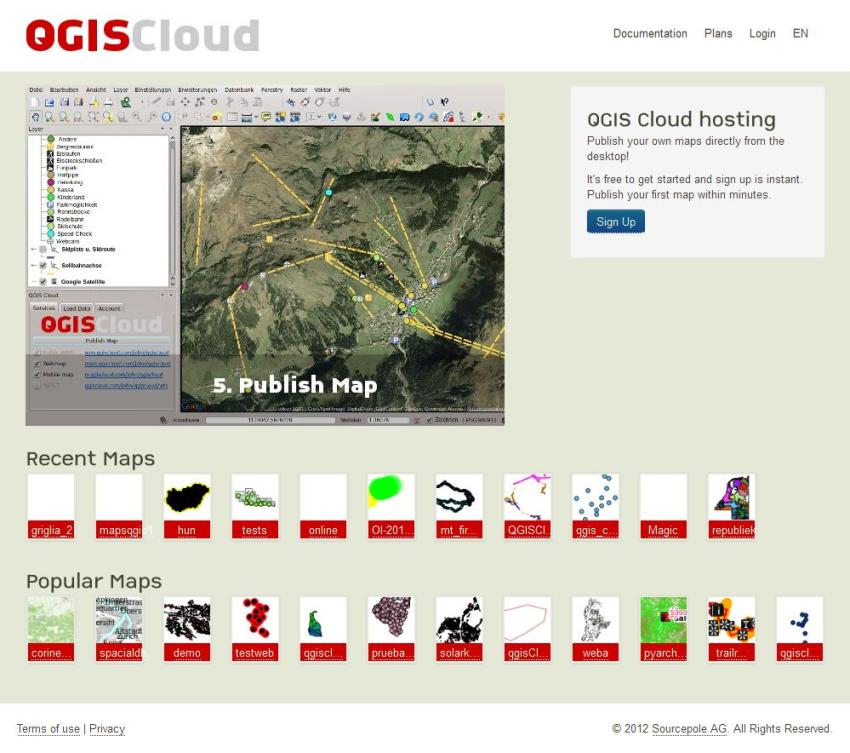 QGISCloud
Documentation Plans Login EN
Datei Bearbeiten Ansicht Layer Einstellungen Erweiterungen Datenbank Forestry Raster Vektor Hilfe
Layer
Andere
Bergrestaurant
Eislaufen
Eisstockschießen
Funpark
Halfpipe
Kassa
Kinderland
Parkmöglichkeit
Rennstrecke
Rodelbahn
Skischule
Speed Check
Webcam
Skipiste u. Skiroute
Seilbahnachse
Google Satellite
QGIS Cloud
Services Load Data Account
QGISCloud
Publish Map
Webmap
Mobile map
5. Publish Map
Google
QGIS Cloud hosting
Publish your own maps directly from the
desktop!
It's free to get started and sign up is instant.
Publish your first map within minutes.
Sign Up
Recent Maps
griglia_2 mapsqgis1 hun tests online OI-201... mt_fir... QGISCl... qgis_c... Magic republiek
Popular Maps
corine... spacialdb demo testweb qgiscl... prueba... solark... qgisCl... weba pyarch... trailr... qgiscl...
Terms of use | Privacy
© 2012 Sourcepole AG. All Rights Reserved.